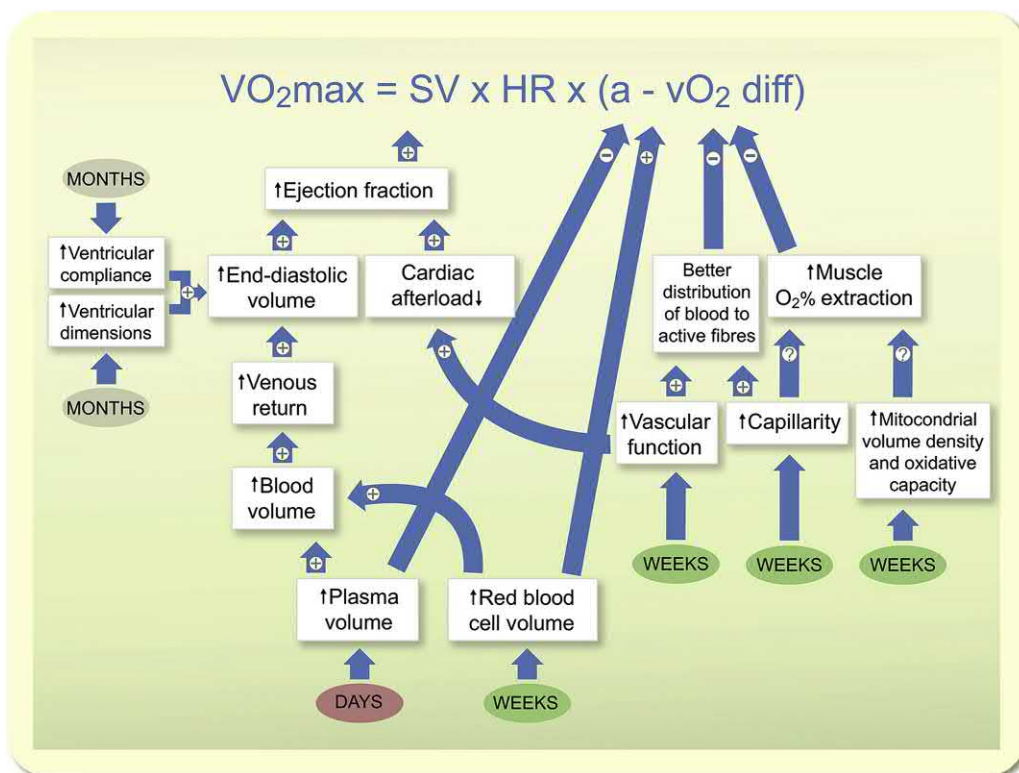 VO₂max = SV x HR x (a - vO₂ diff)
MONTHS
↑Ejection fraction
↑Ventricular
compliance
↑Ventricular
dimensions
MONTHS
↑End-diastolic
volume
Cardiac
afterload↓
Better
distribution
of blood to
active fibres
↑Muscle
O₂% extraction
↑Venous
return
↑Vascular
function
↑Capillarity
↑Mitocondrial
volume density
and oxidative
capacity
↑Blood
volume
WEEKS
WEEKS
WEEKS
↑Plasma
volume
↑Red blood
cell volume
DAYS
WEEKS